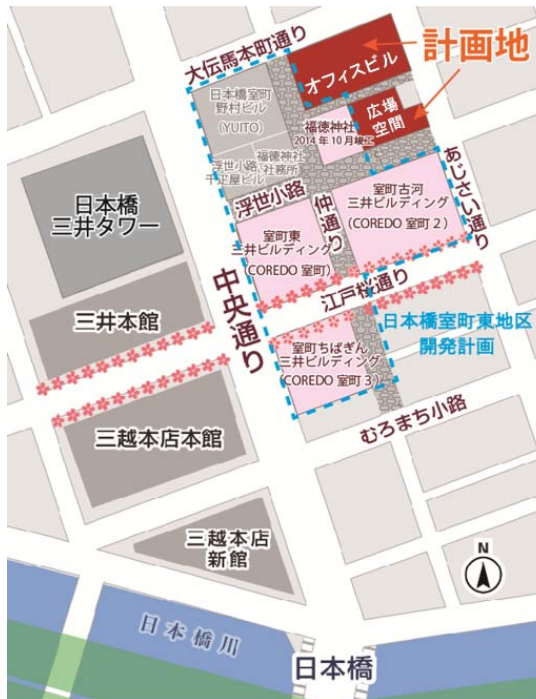 計画地
大伝馬本町通り
オフィスビル
日本橋室町
野村ビル
(YUITO)
福徳神社
2014年10月竣工
広場
空間
浮世小路
千疋屋ビル
福徳神社
社務所
あじさい通り
日本橋
三井タワー
浮世小路
仲通り
室町古河
三井ビルディング
(COREDO 室町2)
室町東
三井ビルディング
(COREDO 室町)
中央通り
江戸桜通り
三井本館
日本橋室町東地区
開発計画
室町ちばぎん
三井ビルディング
(COREDO 室町3)
むろまち小路
三越本店本館
三越本店
新館
N
日本橋川
日本橋